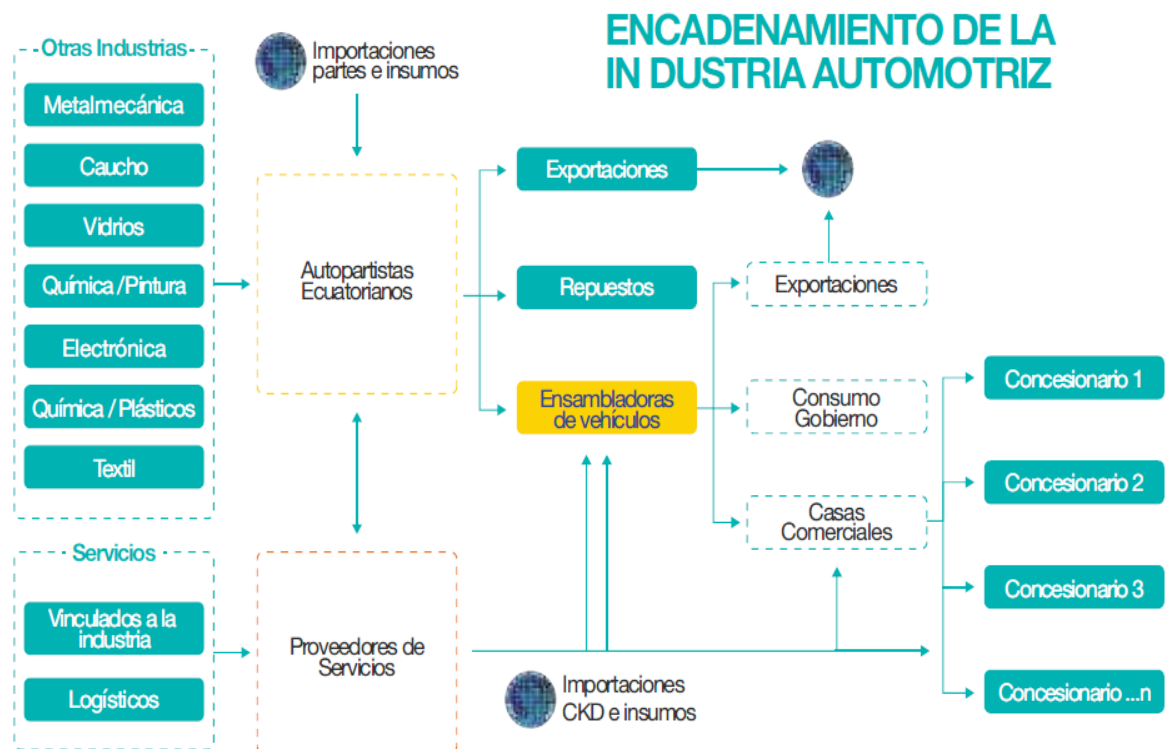 ENCADENAMIENTO DE LA
IN DUSTRIA AUTOMOTRIZ
Otras Industrias
Metalmecánica
Caucho
Vidrios
Química / Pintura
Electrónica
Química / Plásticos
Textil
Servicios
Vinculados a la
industria
Logísticos
Importaciones
partes e insumos
Autopartistas
Ecuatorianos
Proveedores de
Servicios
Exportaciones
Repuestos
Ensambladoras
de vehículos
Importaciones
CKD e insumos
Exportaciones
Consumo
Gobierno
Casas
Comerciales
Concesionario 1
Concesionario 2
Concesionario 3
Concesionario ...n